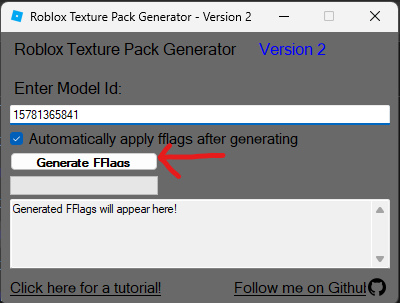 Roblox Texture Pack Generator - Version 2
Roblox Texture Pack Generator Version 2
Enter Model Id:
15781365841
Automatically apply fflags after generating
Generate FFlags
Generated FFlags will appear here!
Click here for a tutorial!
Follow me on Githu!